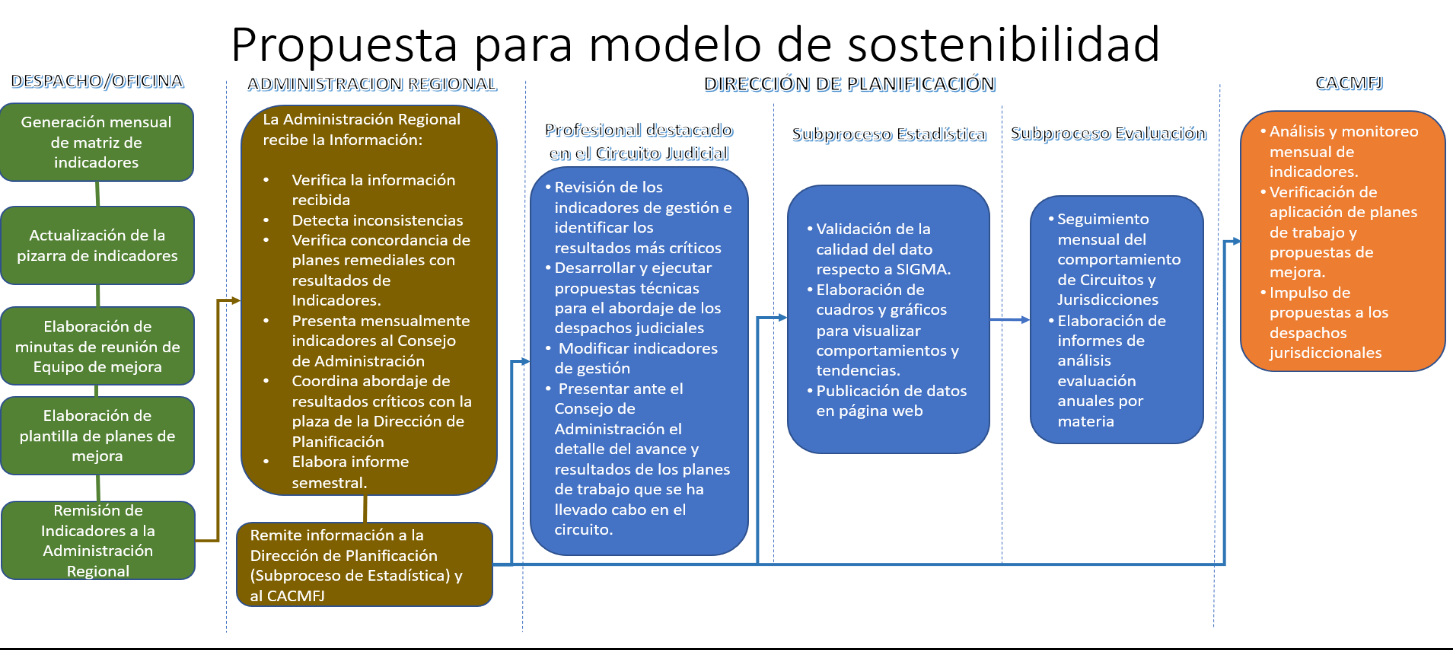 Propuesta para modelo de sostenibilidad
DESPACHO/OFICINA
Generación mensual
de matriz de
indicadores
Actualización de la
pizarra de indicadores
Elaboración de
minutas de reunión de
Equipo de mejora
Elaboración de
plantilla de planes de
mejora
Remisión de
Indicadores a la
Administración
Regional
ADMINISTRACION REGIONAL
La Administración Regional
recibe la Información:
• Verifica la información
recibida
• Detecta inconsistencias
• Verifica concordancia de
planes remediales con
resultados de
Indicadores.
• Presenta mensualmente
indicadores al Consejo
de Administración
• Coordina abordaje de
resultados críticos con la
plaza de la Dirección de
Planificación
• Elabora informe
semestral.
Remite información a la
Dirección de Planificación
(Subproceso de Estadística) y
al CACMFJ
DIRECCIÓN DE PLANIFICACIÓN
Profesional destacado
en el Circuito Judicial
• Revisión de los
indicadores de gestión e
identificar los
resultados más críticos
• Desarrollar y ejecutar
propuestas técnicas
para el abordaje de los
despachos judiciales
• Modificar indicadores
de gestión
• Presentar ante el
Consejo de
Administración el
detalle del avance y
resultados de los planes
de trabajo que se ha
llevado cabo en el
circuito.
Subproceso Estadística
• Validación de la
calidad del dato
respecto a SIGMA.
• Elaboración de
cuadros y gráficos
para visualizar
comportamientos y
tendencias.
• Publicación de datos
en página web
Subproceso Evaluación
• Seguimiento
mensual del
comportamiento
de Circuitos y
Jurisdicciones
• Elaboración de
informes de
análisis
evaluación
anuales por
materia
CACMFJ
• Análisis y monitoreo
mensual de
indicadores.
• Verificación de
aplicación de planes
de trabajo y
propuestas de
mejora.
• Impulso de
propuestas a los
despachos
jurisdiccionales